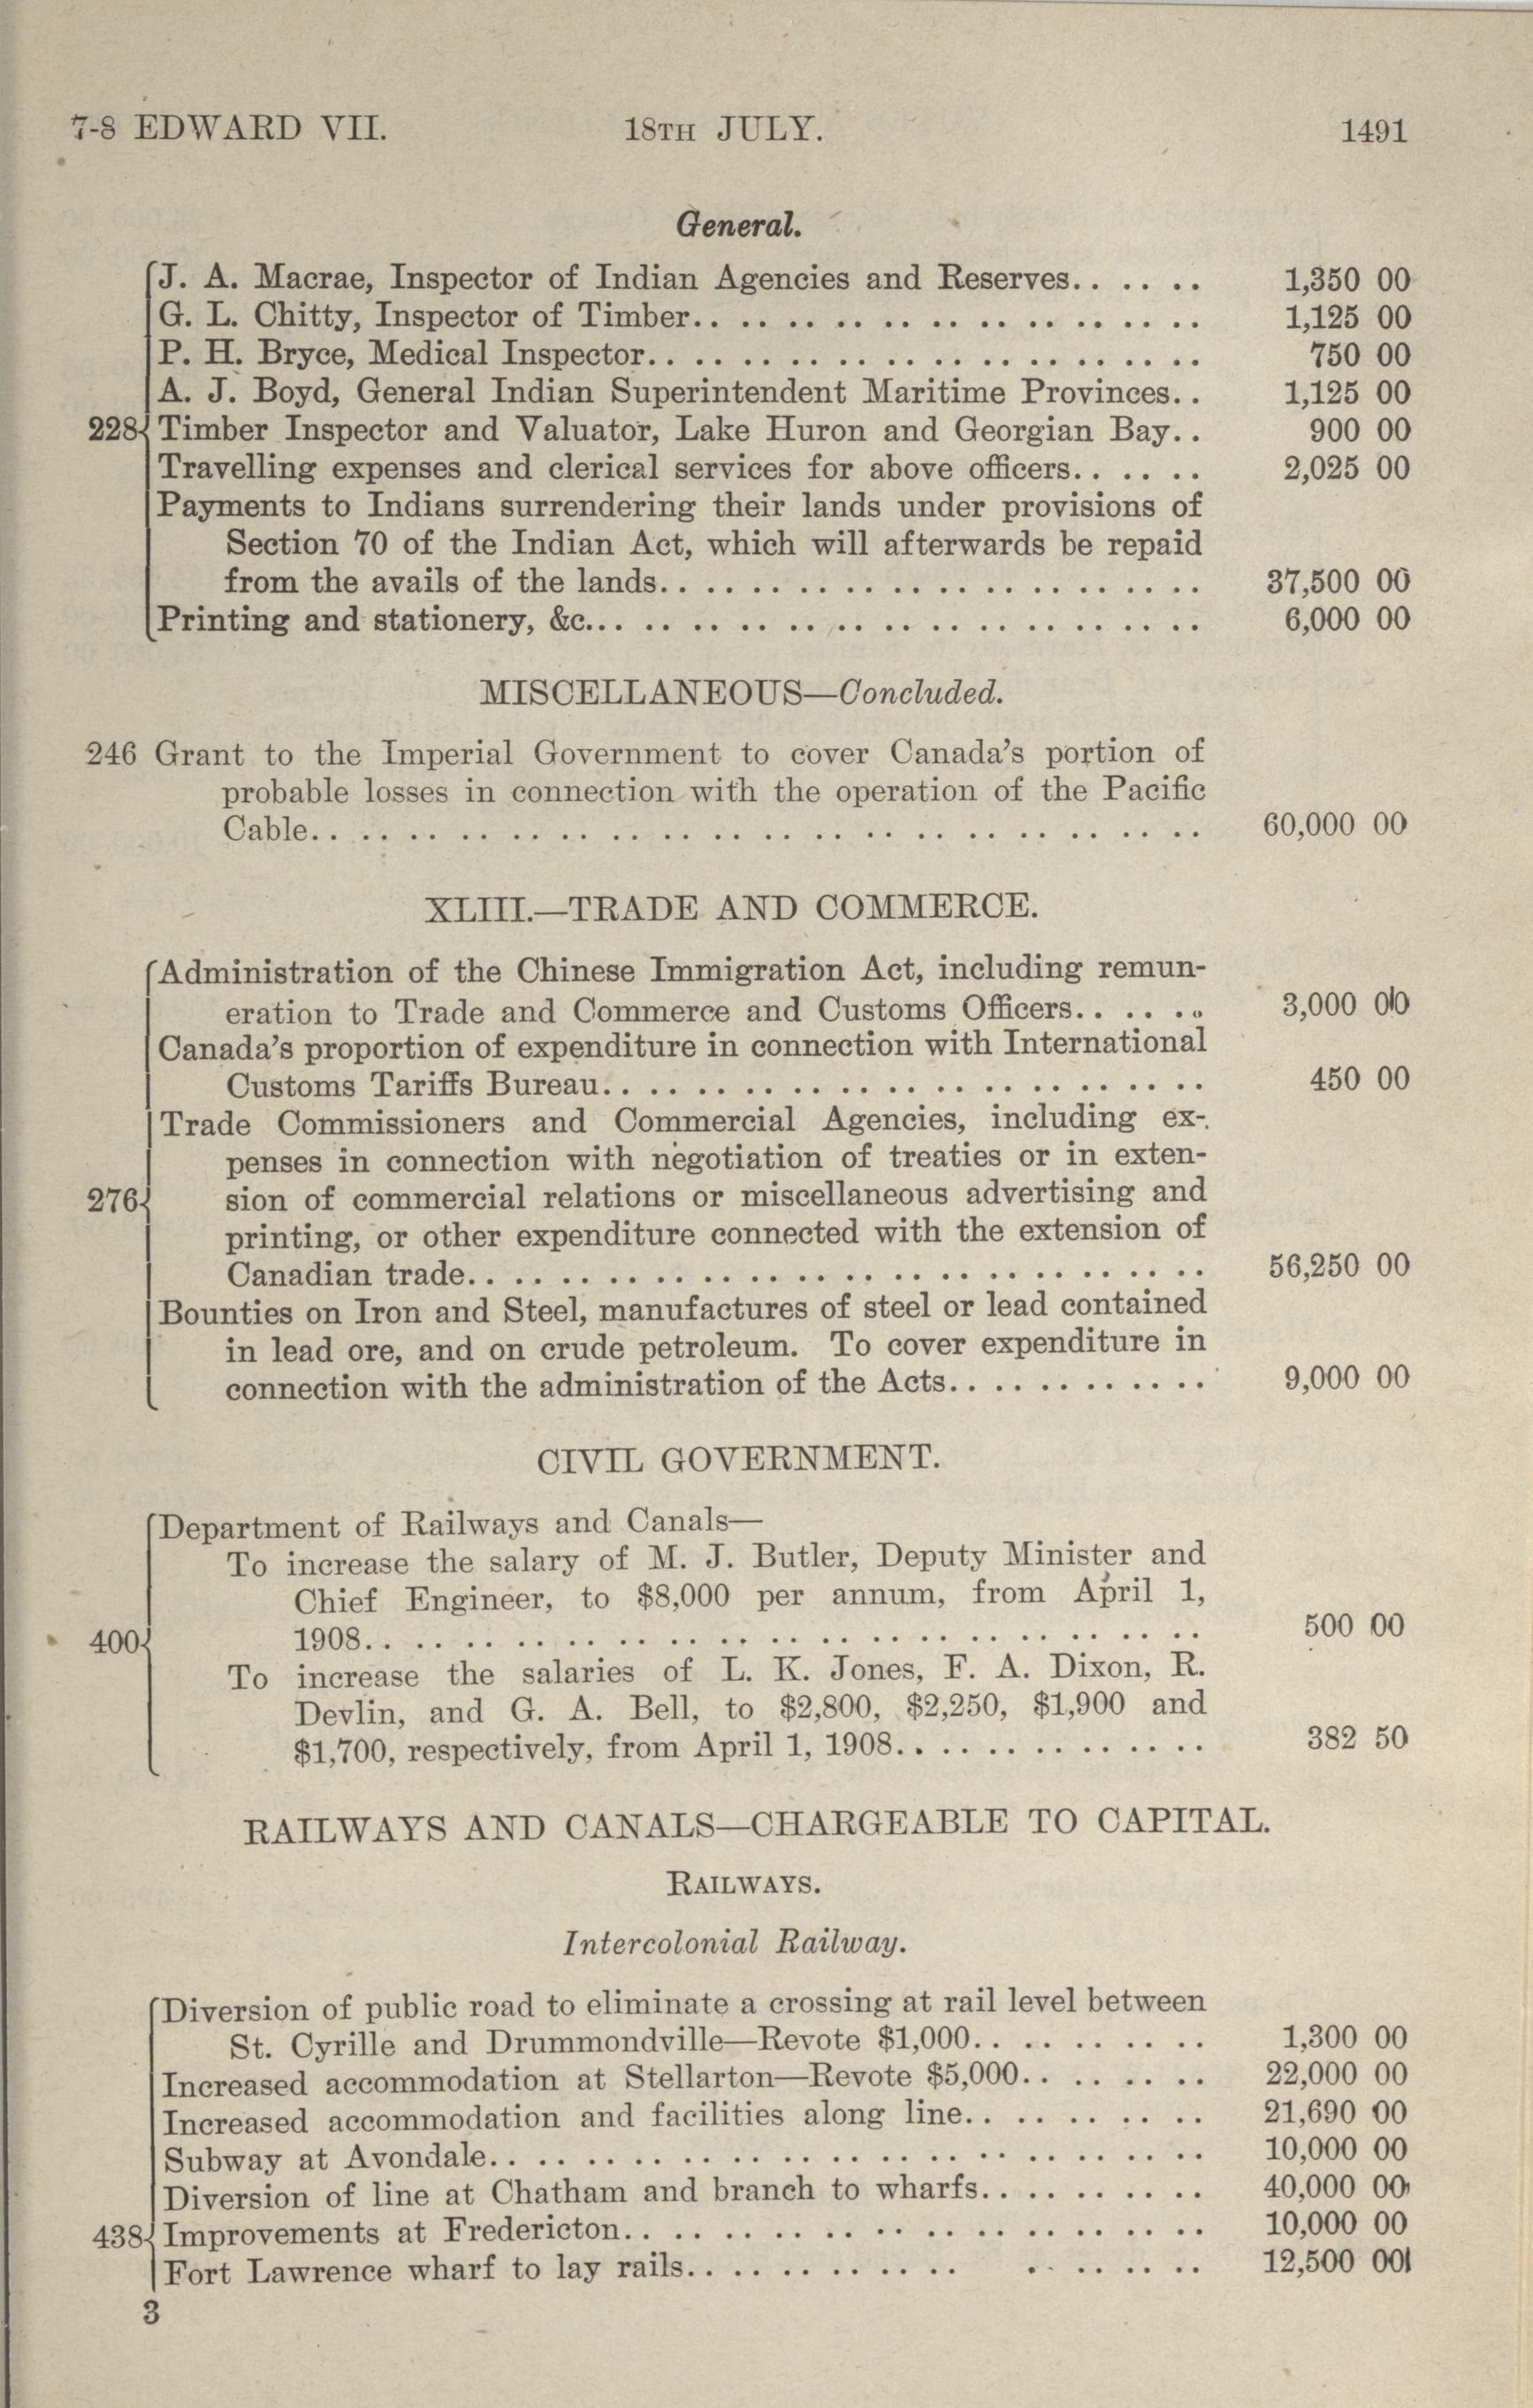 7-8 EDWARD VII. 18TH JULY. 1491
General.
J. A. Macrae, Inspector of Indian Agencies and Reserves.. .. .. 1,350 00
G. L. Chitty, Inspector of Timber.. .. .. .. .. .. .. .. .. .. .. 1,125 00
P. H. Bryce, Medical Inspector.. .. .. .. .. .. .. .. .. .. .. .. 750 00
A. J. Boyd, General Indian Superintendent Maritime Provinces.. 1,125 00
228 Timber Inspector and Valuator, Lake Huron and Georgian Bay.. 900 00
Travelling expenses and clerical services for above officers.. .. .. 2,025 00
Payments to Indians surrendering their lands under provisions of
Section 70 of the Indian Act, which will afterwards be repaid
from the avails of the lands.. .. .. .. .. .. .. .. .. .. .. .. 37,500 00
Printing and stationery, &c... .. .. .. .. .. .. .. .. .. .. .. .. 6,000 00
MISCELLANEOUS—Concluded.
246 Grant to the Imperial Government to cover Canada's portion of
probable losses in connection with the operation of the Pacific
Cable.. .. .. .. .. .. .. .. .. .. .. .. .. .. .. .. .. .. 60,000 00
XLIII.—TRADE AND COMMERCE.
Administration of the Chinese Immigration Act, including remun-
eration to Trade and Commerce and Customs Officers.. .. .. 3,000 00
Canada's proportion of expenditure in connection with International
Customs Tariffs Bureau.. .. .. .. .. .. .. .. .. .. .. .. .. 450 00
Trade Commissioners and Commercial Agencies, including ex-
penses in connection with negotiation of treaties or in exten-
276 sion of commercial relations or miscellaneous advertising and
printing, or other expenditure connected with the extension of
Canadian trade.. .. .. .. .. .. .. .. .. .. .. .. .. .. .. .. 56,250 00
Bounties on Iron and Steel, manufactures of steel or lead contained
in lead ore, and on crude petroleum. To cover expenditure in
connection with the administration of the Acts.. .. .. .. .. .. 9,000 00
CIVIL GOVERNMENT.
Department of Railways and Canals—
To increase the salary of M. J. Butler, Deputy Minister and
Chief Engineer, to $8,000 per annum, from April 1,
400 1908.. .. .. .. .. .. .. .. .. .. .. .. .. .. .. .. .. 500 00
To increase the salaries of L. K. Jones, F. A. Dixon, R.
Devlin, and G. A. Bell, to $2,800, $2,250, $1,900 and
$1,700, respectively, from April 1, 1908.. .. .. .. .. .. .. 382 50
RAILWAYS AND CANALS—CHARGEABLE TO CAPITAL.
RAILWAYS.
Intercolonial Railway.
Diversion of public road to eliminate a crossing at rail level between
St. Cyrille and Drummondville—Revote $1,000.. .. .. .. .. 1,300 00
Increased accommodation at Stellarton—Revote $5,000.. .. .. .. 22,000 00
Increased accommodation and facilities along line.. .. .. .. .. 21,690 00
Subway at Avondale.. .. .. .. .. .. .. .. .. .. .. .. .. .. .. 10,000 00
Diversion of line at Chatham and branch to wharfs.. .. .. .. .. 40,000 00
438 Improvements at Fredericton.. .. .. .. .. .. .. .. .. .. .. .. 10,000 00
Fort Lawrence wharf to lay rails.. .. .. .. .. .. .. .. .. .. 12,500 00
3